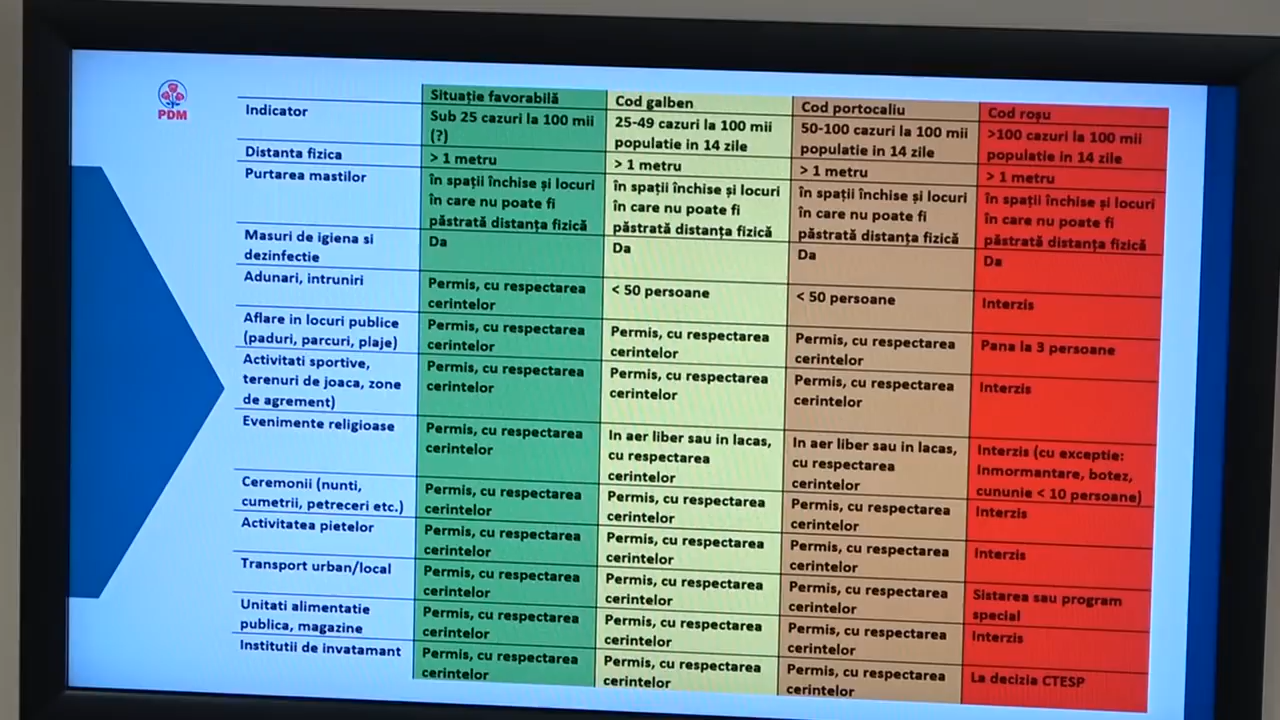 PDM
Indicator
Situație favorabilă
Sub 25 cazuri la 100 mii
(?)
Cod galben
25-49 cazuri la 100 mii
populatie in 14 zile
Cod portocaliu
50-100 cazuri la 100 mii
populatie in 14 zile
Cod roșu
>100 cazuri la 100 mii
populatie in 14 zile
Distanta fizica
> 1 metru
> 1 metru
> 1 metru
> 1 metru
Purtarea mastilor
în spații închise și locuri
în care nu poate fi
păstrată distanța fizică
în spații închise și locuri
în care nu poate fi
păstrată distanța fizică
în spații închise și locuri
în care nu poate fi
păstrată distanța fizică
în spații închise și locuri
în care nu poate fi
păstrată distanța fizică
Masuri de igiena si
dezinfectie
Da
Da
Da
Da
Adunari, intruniri
Permis, cu respectarea
cerintelor
< 50 persoane
< 50 persoane
Interzis
Aflare in locuri publice
(paduri, parcuri, plaje)
Permis, cu respectarea
cerintelor
Permis, cu respectarea
cerintelor
Permis, cu respectarea
cerintelor
Pana la 3 persoane
Activitati sportive,
terenuri de joaca, zone
de agrement)
Permis, cu respectarea
cerintelor
Permis, cu respectarea
cerintelor
Permis, cu respectarea
cerintelor
Interzis
Evenimente religioase
Permis, cu respectarea
cerintelor
In aer liber sau in lacas,
cu respectarea
cerintelor
In aer liber sau in lacas,
cu respectarea
cerintelor
Interzis (cu exceptie:
Inmormantare, botez,
cununie < 10 persoane)
Ceremonii (nunti,
cumetrii, petreceri etc.)
Permis, cu respectarea
cerintelor
Permis, cu respectarea
cerintelor
Permis, cu respectarea
cerintelor
Interzis
Activitatea pietelor
Permis, cu respectarea
cerintelor
Permis, cu respectarea
cerintelor
Permis, cu respectarea
cerintelor
Interzis
Transport urban/local
Permis, cu respectarea
cerintelor
Permis, cu respectarea
cerintelor
Permis, cu respectarea
cerintelor
Sistarea sau program
special
Unitati alimentatie
publica, magazine
Permis, cu respectarea
cerintelor
Permis, cu respectarea
cerintelor
Permis, cu respectarea
cerintelor
Interzis
Institutii de invatamant
Permis, cu respectarea
cerintelor
Permis, cu respectarea
cerintelor
Permis, cu respectarea
cerintelor
La decizia CTESP